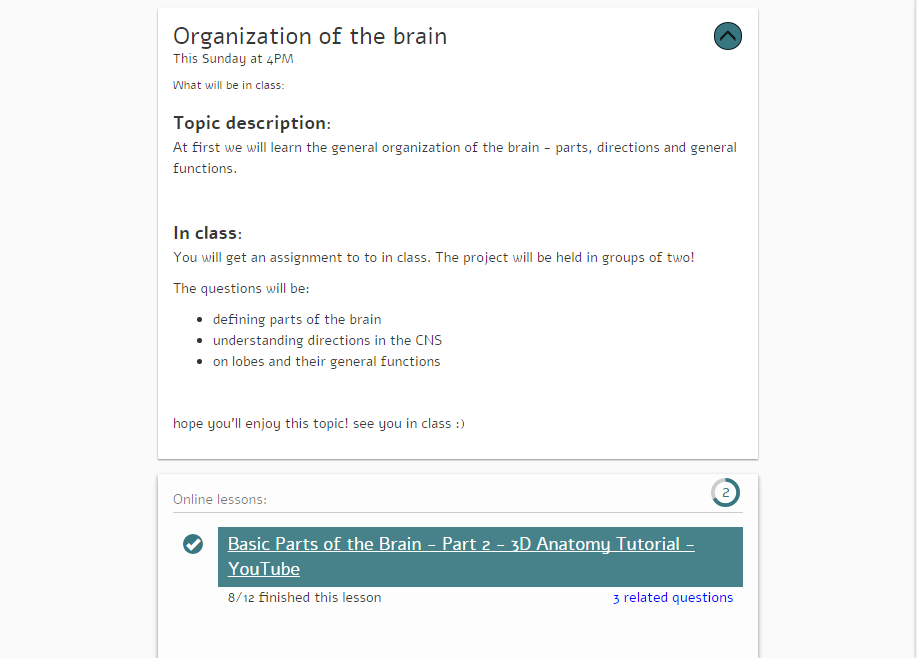 Organization of the brain
This Sunday at 4PM
What will be in class:
Topic description:
At first we will learn the general organization of the brain - parts, directions and general
functions.
In class:
You will get an assignment to to in class. The project will be held in groups of two!
The questions will be:
defining parts of the brain
understanding directions in the CNS
on lobes and their general functions
hope you'll enjoy this topic! see you in class :)
Online lessons:
2
Basic Parts of the Brain - Part 2 - 3D Anatomy Tutorial -
YouTube
8/12 finished this lesson
3 related questions